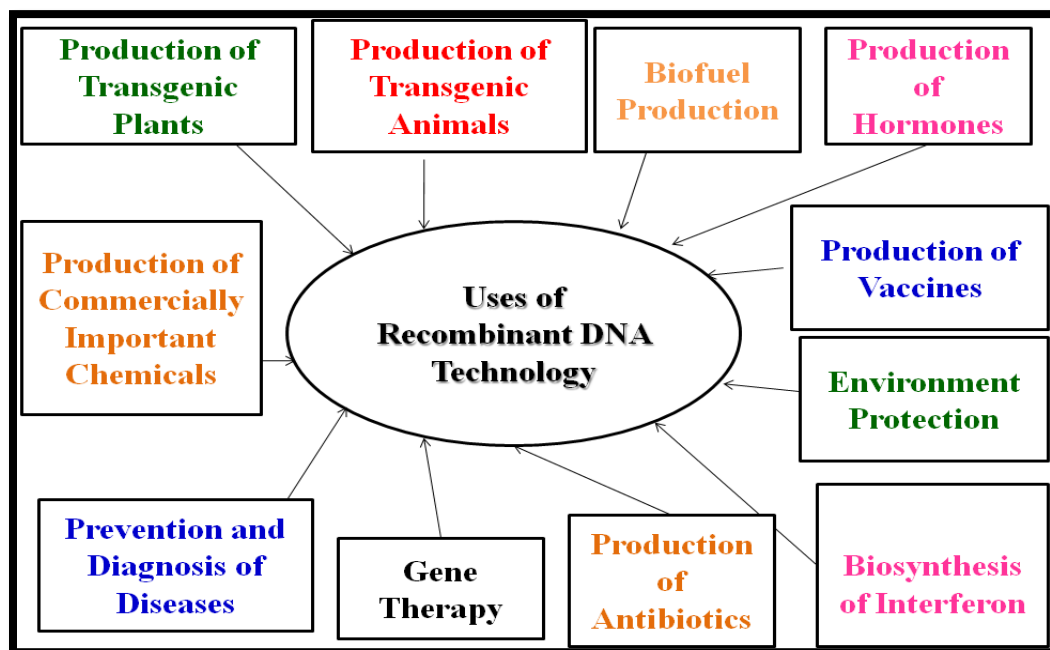 Production of
Transgenic
Plants
Production of
Transgenic
Animals
Biofuel
Production
Production
of
Hormones
Production of
Commercially
Important
Chemicals
Uses of
Recombinant DNA
Technology
Production of
Vaccines
Environment
Protection
Prevention and
Diagnosis of
Diseases
Gene
Therapy
Production
of
Antibiotics
Biosynthesis
of Interferon